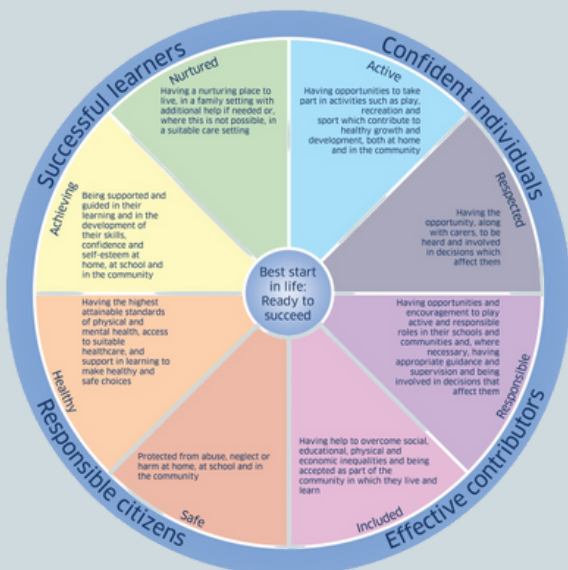 Successful learners
Confident individuals
Nurtured
Having a nurturing place to
live, in a family setting with
additional help if needed or,
where this is not possible, in
a suitable care setting
Active
Having opportunities to take
part in activities such as play,
recreation and
sport which contribute to
healthy growth and
development, both at home
and in the community
Achieving
Being supported and
guided in their
learning and in the
development of
their skills,
confidence and
self-esteem at
home, at school and
in the community
Respected
Having the
opportunity, along
with carers, to be
heard and involved
in decisions which
affect them
Best start
in life:
Ready to
succeed
Healthy
Having the highest
attainable standards
of physical and
mental health, access
to suitable
healthcare, and
support in learning to
make healthy and
safe choices
Responsible
Having opportunities and
encouragement to play
active and responsible
roles in their schools and
communities and, where
necessary, having
appropriate guidance and
supervision and being
involved in decisions that
affect them
Protected from abuse, neglect or
harm at home, at school and in
the community
Safe
Having help to overcome social,
educational, physical and
economic inequalities and being
accepted as part of the
community in which they live and
learn
Included
Responsible citizens
Effective contributors